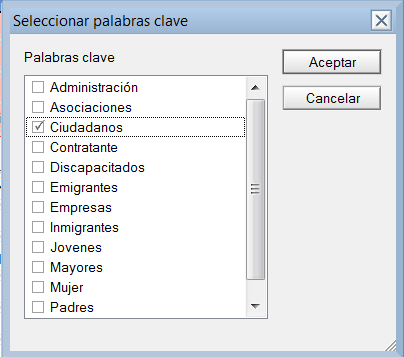 Seleccionar palabras clave
Palabras clave
Aceptar
Cancelar
Administración
Asociaciones
Ciudadanos
Contratante
Discapacitados
Emigrantes
Empresas
Inmigrantes
Jovenes
Mayores
Mujer
Padres